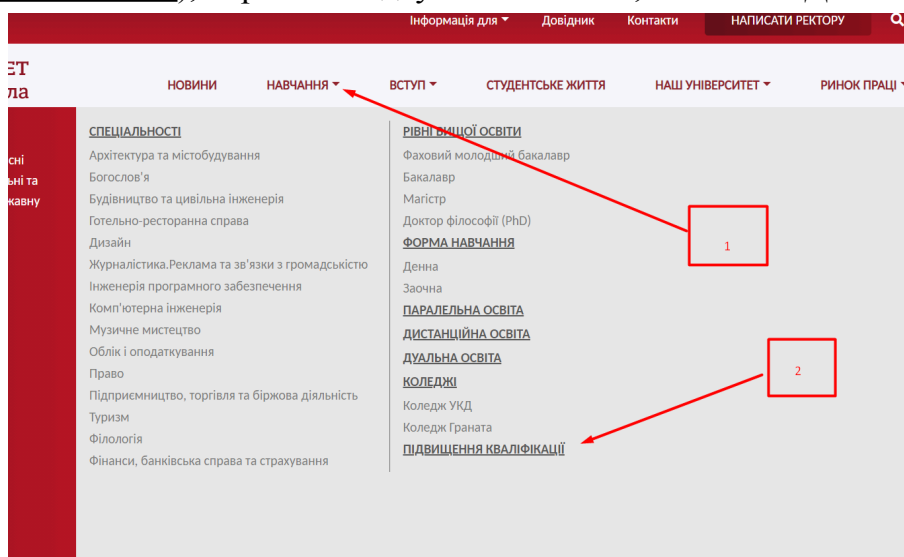 Інформація для Довідник Контакти НАПИСАТИ РЕКТОРУ
НОВИНИ НАВЧАННЯ ВСТУП СТУДЕНТСЬКЕ ЖИТТЯ НАШ УНІВЕРСИТЕТ РИНОК ПРАЦІ
СПЕЦІАЛЬНОСТІ
Архітектура та містобудування
Богослов'я
Будівництво та цивільна інженерія
Готельно-ресторанна справа
Дизайн
Журналістика.Реклама та зв'язки з громадськістю
Інженерія програмного забезпечення
Комп'ютерна інженерія
Музичне мистецтво
Облік і оподаткування
Право
Підприємництво, торгівля та біржова діяльність
Туризм
Філологія
Фінанси, банківська справа та страхування
РІВНІ ВИЩОЇ ОСВІТИ
Фаховий молодший бакалавр
Бакалавр
Магістр
Доктор філософії (PhD)
ФОРМА НАВЧАННЯ
Денна
Заочна
ПАРАЛЕЛЬНА ОСВІТА
ДИСТАНЦІЙНА ОСВІТА
ДУАЛЬНА ОСВІТА
КОЛЕДЖІ
Коледж УКД
Коледж Граната
ПІДВИЩЕННЯ КВАЛІФІКАЦІЇ
1
2